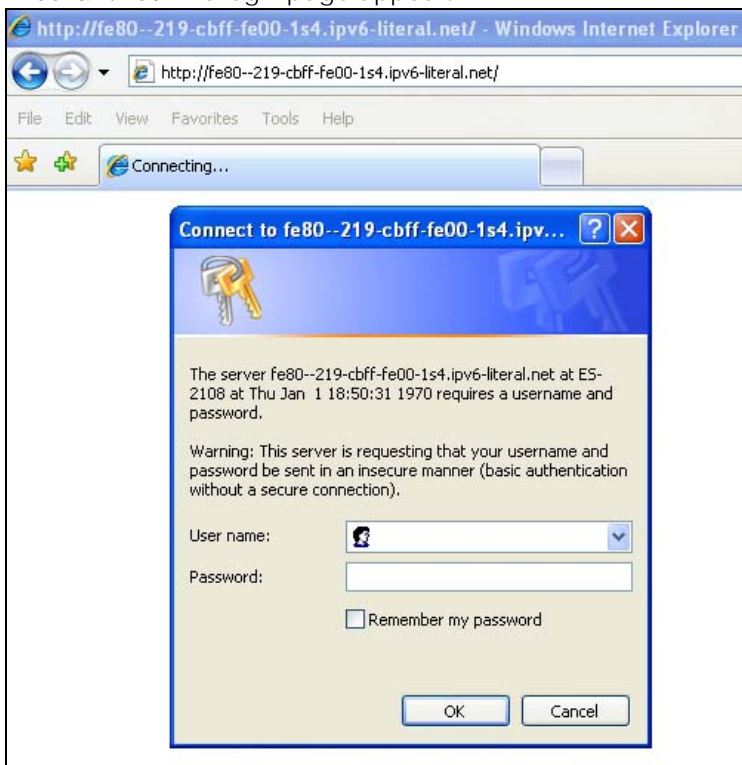 http://fe80--219-cbff-fe00-1s4.ipv6-literal.net/ - Windows Internet Explorer
http://fe80--219-cbff-fe00-1s4.ipv6-literal.net/
File Edit View Favorites Tools Help
Connecting...
Connect to fe80--219-cbff-fe00-1s4.ipv...
The server fe80--219-cbff-fe00-1s4.ipv6-literal.net at ES-
2108 at Thu Jan 1 18:50:31 1970 requires a username and
password.
Warning: This server is requesting that your username and
password be sent in an insecure manner (basic authentication
without a secure connection).
User name:
Password:
Remember my password
OK Cancel